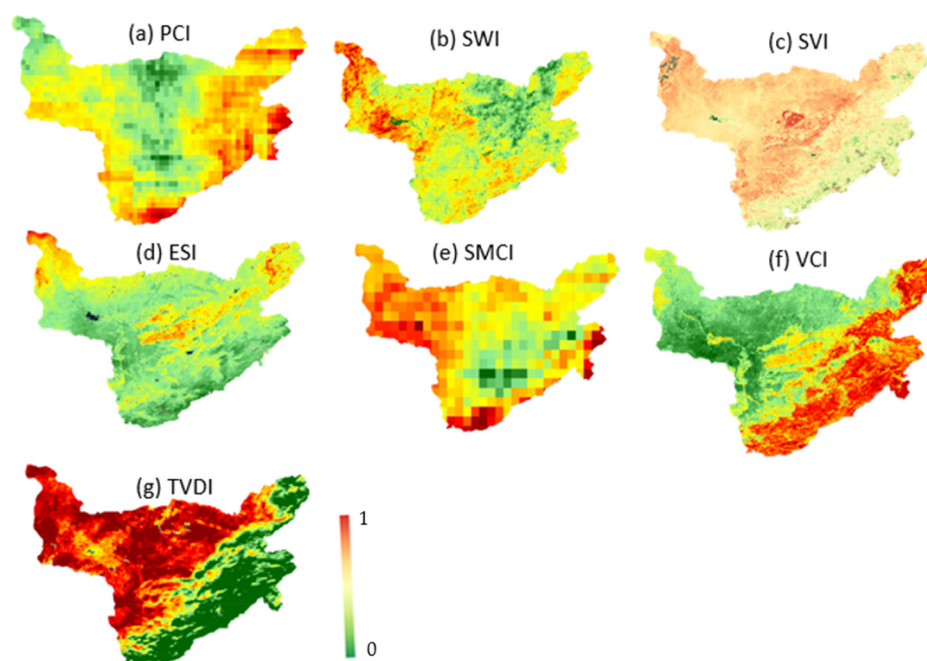 (a) PCI
(b) SWI
(c) SVI
(d) ESI
(e) SMCI
(f) VCI
(g) TVDI
1
0